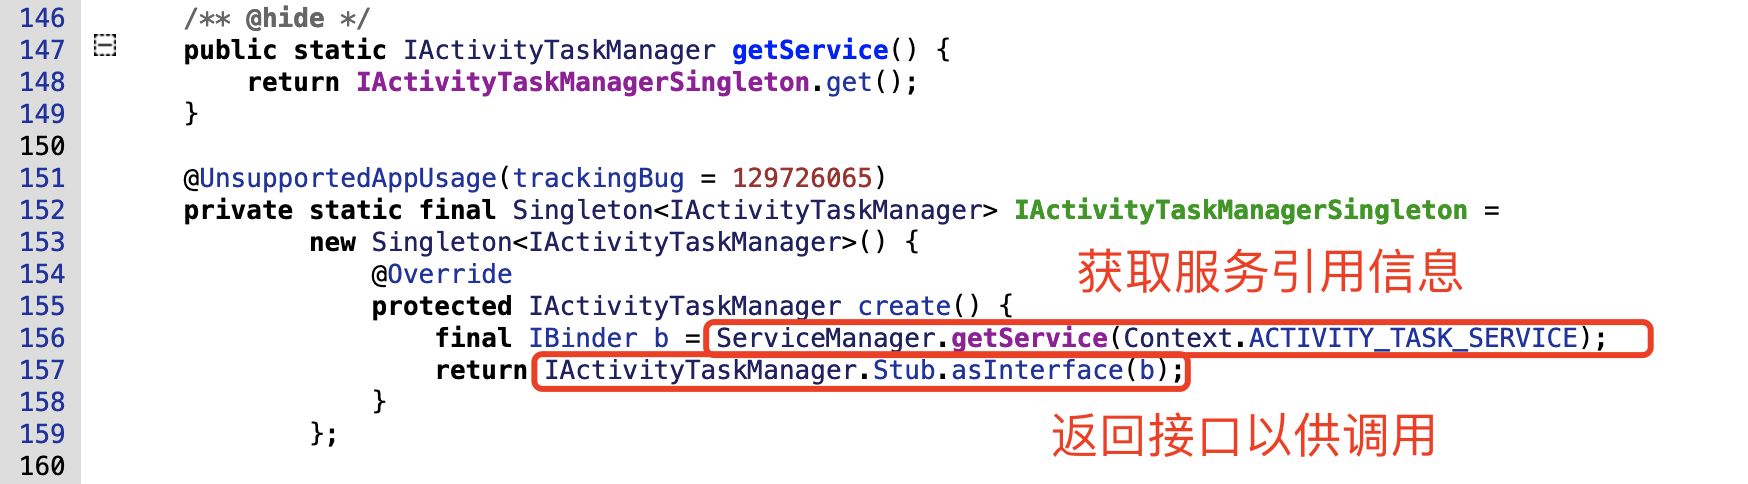 146 /** @hide */
147 public static IActivityTaskManager getService() {
148 return IActivityTaskManagerSingleton.get();
149 }
150
151 @UnsupportedAppUsage(trackingBug = 129726065)
152 private static final Singleton<IActivityTaskManager> IActivityTaskManagerSingleton =
153 new Singleton<IActivityTaskManager>() {
获取服务引用信息
154 @Override
155 protected IActivityTaskManager create() {
156 final IBinder b = ServiceManager.getService(Context.ACTIVITY_TASK_SERVICE);
157 return IActivityTaskManager.Stub.asInterface(b);
158 }
返回接口以供调用
159 };
160